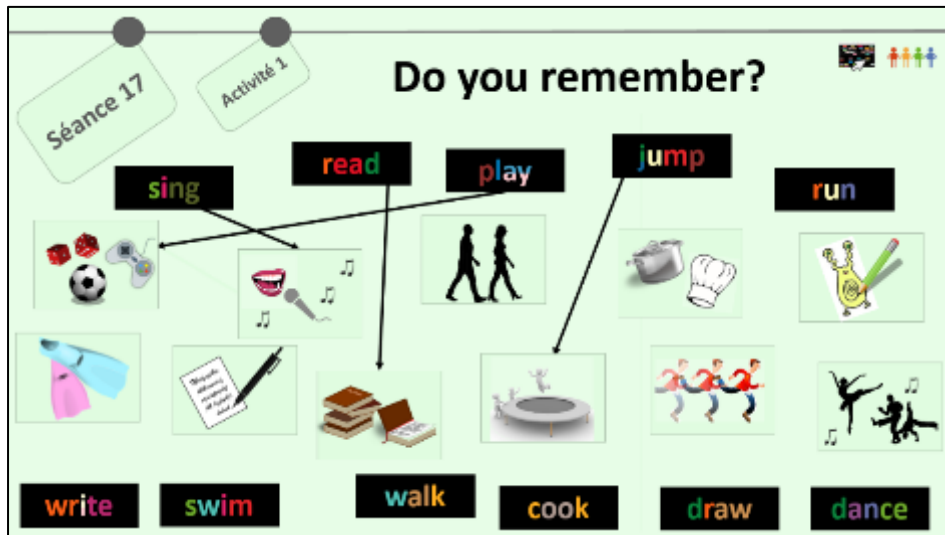 Séance 17
Activité 1
Do you remember?
sing
read
play
jump
run
write
swim
walk
cook
draw
dance